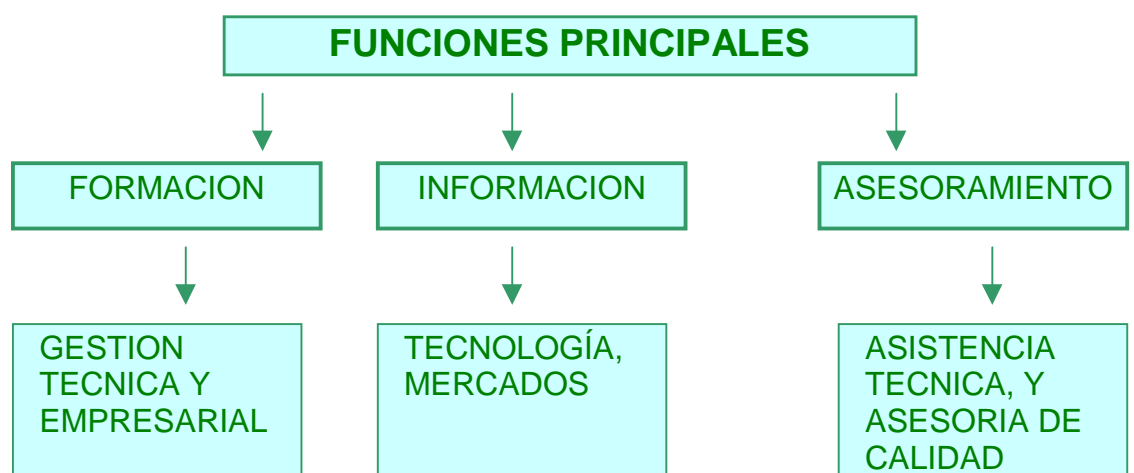 FUNCIONES PRINCIPALES
FORMACION
INFORMACION
ASESORAMIENTO
GESTION
TECNICA Y
EMPRESARIAL
TECNOLOGÍA,
MERCADOS
ASISTENCIA
TECNICA, Y
ASESORIA DE
CALIDAD